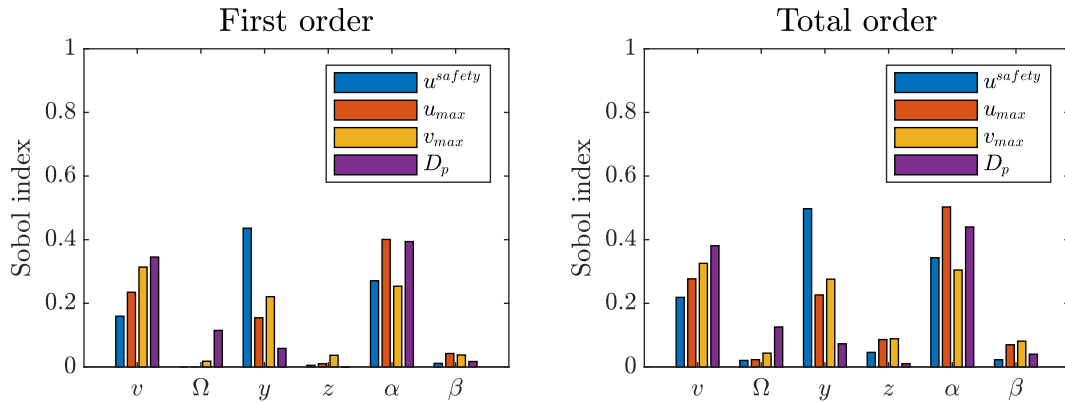 First order
Sobol index
1
0.8
0.6
0.4
0.2
0
u^{safety}
u_{max}
v_{max}
D_p
v Ω y z α β
Total order
Sobol index
1
0.8
0.6
0.4
0.2
0
u^{safety}
u_{max}
v_{max}
D_p
v Ω y z α β